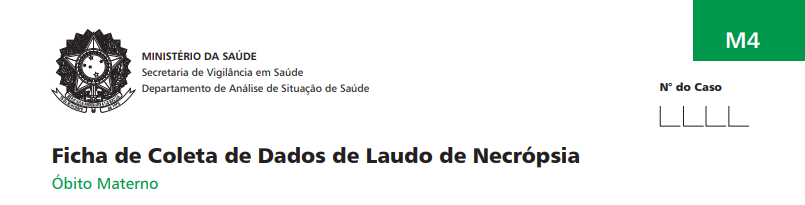 M4
MINISTÉRIO DA SAÚDE
Secretaria de Vigilância em Saúde
Departamento de Análise de Situação de Saúde
Nº do Caso
Ficha de Coleta de Dados de Laudo de Necrópsia
Óbito Materno